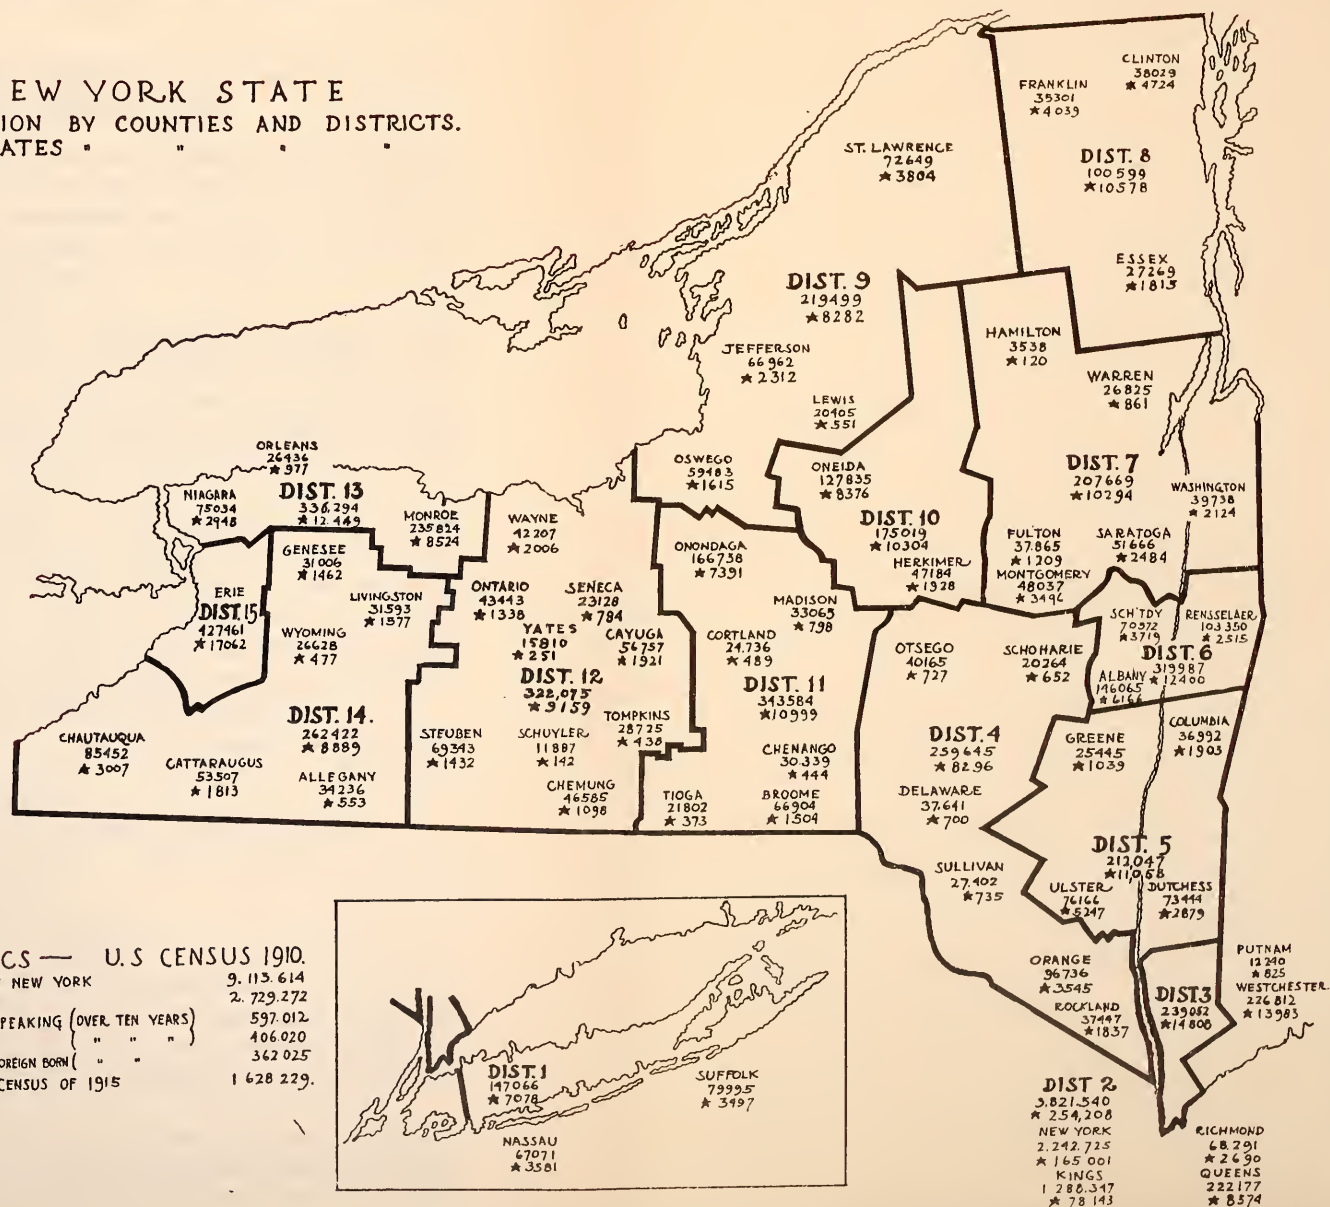 EW YORK STATE
ION BY COUNTIES AND DISTRICTS.
ATES " " " "
CLINTON
38029
★ 4724
FRANKLIN
35301
★ 4039
ST. LAWRENCE
72649
★ 3804
DIST. 8
100599
★ 10578
ESSEX
27269
★ 1815
DIST. 9
219499
★ 8282
HAMILTON
3538
★ 120
JEFFERSON
66962
★ 2312
WARREN
26825
★ 861
LEWIS
20405
★ 551
ORLEANS
26436
★ 977
OSWEGO
59483
★ 1615
ONEIDA
127835
★ 8376
DIST. 7
207669
★ 10294
WASHINGTON
39738
★ 2124
NIAGARA
75034
★ 2948
DIST. 13
336.294
★ 12.449
MONROE
235824
★ 8524
WAYNE
42207
★ 2006
DIST. 10
175019
★ 10304
FULTON
37.865
★ 1209
SARATOGA
51666
★ 2484
GENESEE
31006
★ 1462
ONONDAGA
166738
★ 7391
HERKIMER
47184
★ 1928
MONTGOMERY
48037
ERIE
DIST. 15
427461
★ 17062
LIVINGSTON
31593
★ 1377
ONTARIO
43443
★ 1338
SENECA
23128
★ 784
MADISON
33065
★ 798
SCH'TDY
★ 3719
RENSSELAER
103350
★ 2515
WYOMING
26628
★ 477
YATES
15810
★ 251
CAYUGA
56757
★ 1921
CORTLAND
24.736
★ 489
OTSEGO
40165
★ 727
SCHOHARIE
20264
★ 652
DIST. 6
319987
★ 12400
ALBANY
146065
★ 6166
DIST. 12
322,075
★ 9159
DIST. 11
343584
★ 10999
DIST. 14.
262422
★ 8889
TOMPKINS
28725
★ 438
DIST. 4
259645
★ 8296
GREENE
25445
★ 1039
COLUMBIA
36992
★ 1903
CHAUTAUQUA
85452
★ 3007
CATTARAUGUS
53507
★ 1813
ALLEGANY
34236
★ 553
STEUBEN
69343
★ 1432
SCHUYLER
11887
★ 142
CHEMUNG
46585
★ 1098
CHENANGO
30.339
★ 444
TIOGA
21802
★ 373
BROOME
66904
★ 1504
DELAWARE
37.641
★ 700
DIST. 5
212,047
★ 11,068
SULLIVAN
27.402
★ 735
ULSTER
76166
★ 5247
DUTCHESS
73444
★ 2879
ORANGE
96736
★ 3545
ROCKLAND
37447
★ 1837
DIST. 3
239052
★ 14808
PUTNAM
12240
★ 825
WESTCHESTER
226812
★ 13983
CS — U.S CENSUS 1910.
NEW YORK 9.113.614
2.729.272
PEAKING (OVER TEN YEARS) 597.012
( " " " ) 406.020
OREIGN BORN ( " " 362025
CENSUS OF 1915 1 628 229.
DIST. 1
147066
★ 7078
SUFFOLK
79995
★ 3497
NASSAU
67071
★ 3581
DIST 2
3.821.540
★ 254,208
NEW YORK
2.242.725
★ 165 001
KINGS
1 288.347
★ 78 143
RICHMOND
68.291
★ 2690
QUEENS
222177
★ 8574